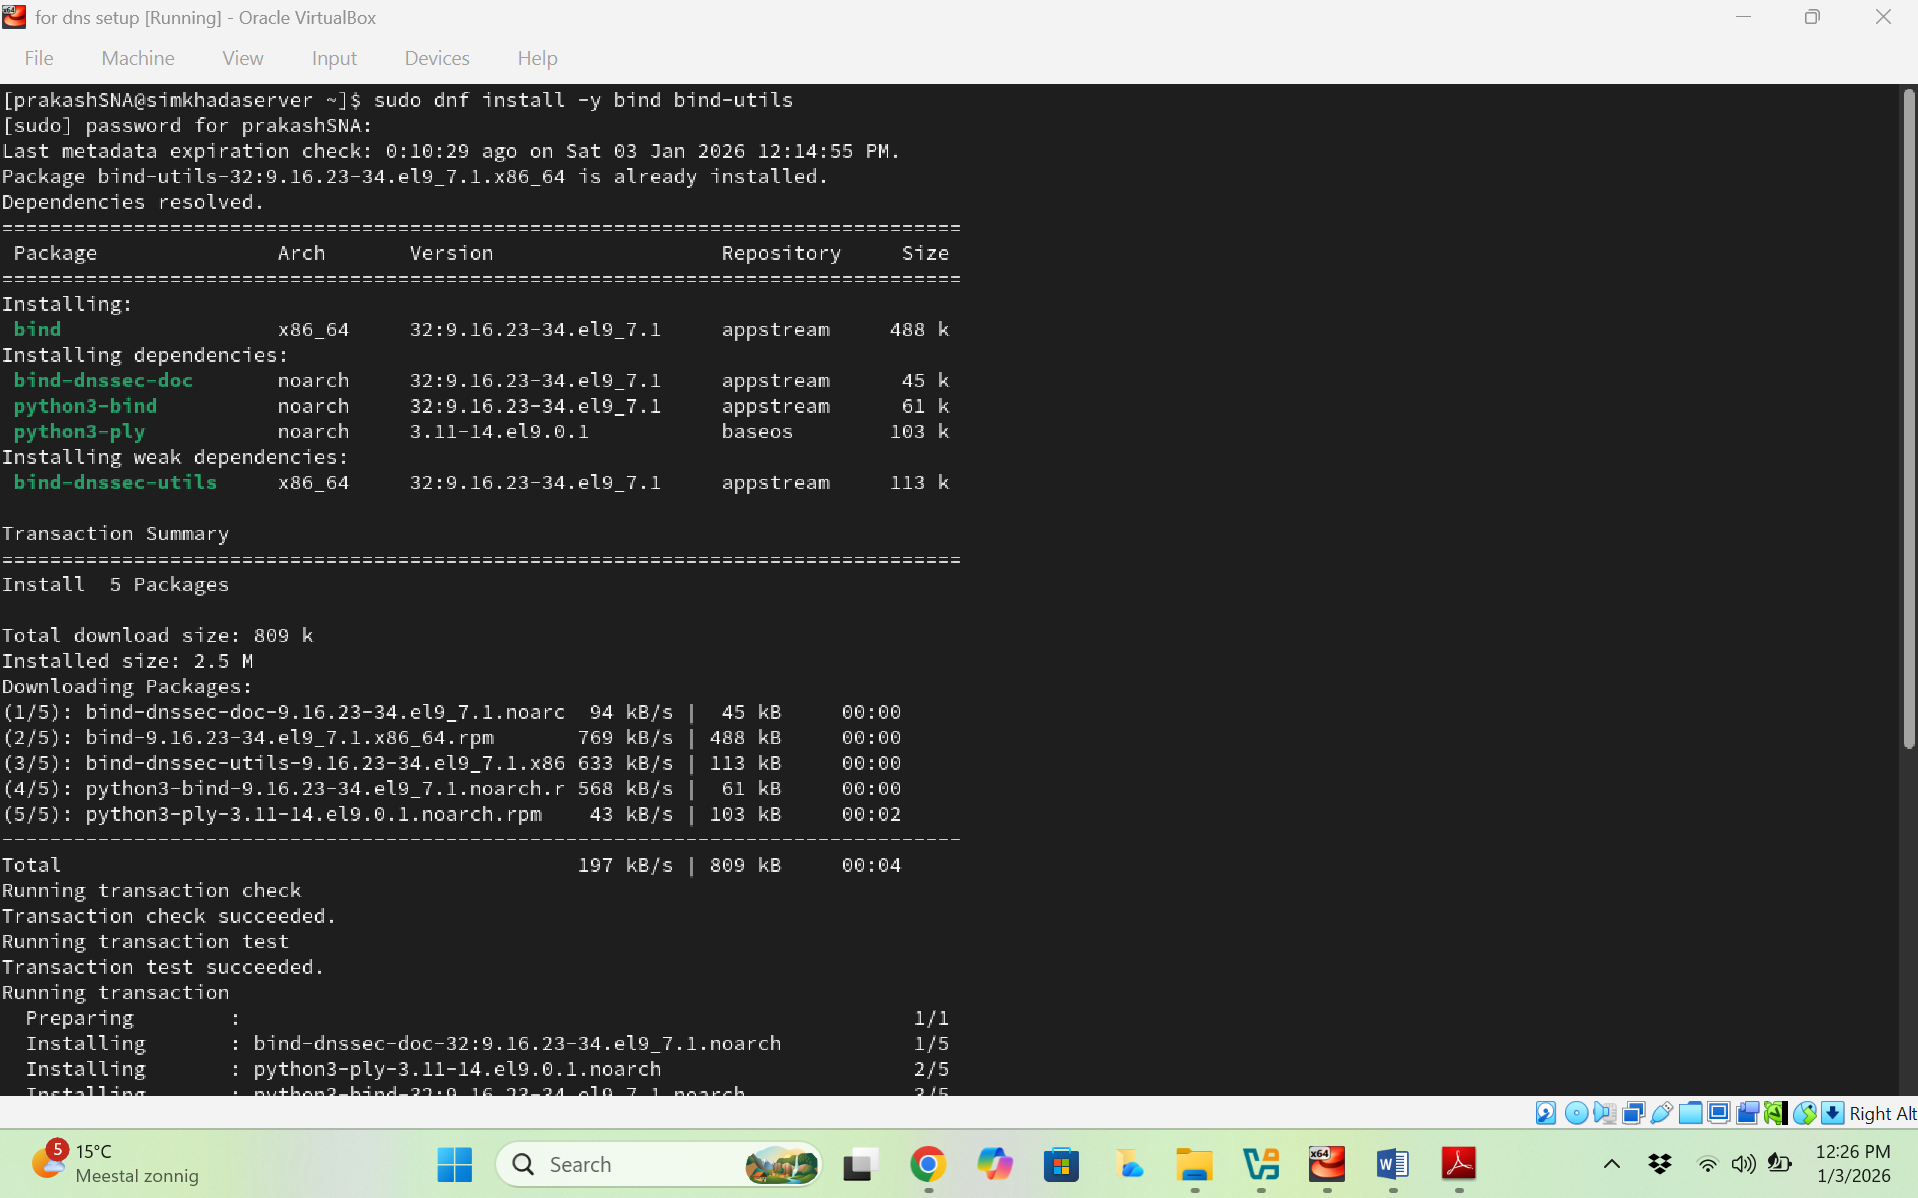 for dns setup [Running] - Oracle VirtualBox
File Machine View Input Devices Help
[prakashSNA@simkhadaserver ~]$ sudo dnf install -y bind bind-utils
[sudo] password for prakashSNA:
Last metadata expiration check: 0:10:29 ago on Sat 03 Jan 2026 12:14:55 PM.
Package bind-utils-32:9.16.23-34.el9_7.1.x86_64 is already installed.
Dependencies resolved.
================================================================================
Package Arch Version Repository Size
================================================================================
Installing:
bind x86_64 32:9.16.23-34.el9_7.1 appstream 488 k
Installing dependencies:
bind-dnssec-doc noarch 32:9.16.23-34.el9_7.1 appstream 45 k
python3-bind noarch 32:9.16.23-34.el9_7.1 appstream 61 k
python3-ply noarch 3.11-14.el9.0.1 baseos 103 k
Installing weak dependencies:
bind-dnssec-utils x86_64 32:9.16.23-34.el9_7.1 appstream 113 k
Transaction Summary
================================================================================
Install 5 Packages
Total download size: 809 k
Installed size: 2.5 M
Downloading Packages:
(1/5): bind-dnssec-doc-9.16.23-34.el9_7.1.noarc 94 kB/s | 45 kB 00:00
(2/5): bind-9.16.23-34.el9_7.1.x86_64.rpm 769 kB/s | 488 kB 00:00
(3/5): bind-dnssec-utils-9.16.23-34.el9_7.1.x86 633 kB/s | 113 kB 00:00
(4/5): python3-bind-9.16.23-34.el9_7.1.noarch.r 568 kB/s | 61 kB 00:00
(5/5): python3-ply-3.11-14.el9.0.1.noarch.rpm 43 kB/s | 103 kB 00:02
--------------------------------------------------------------------------------
Total 197 kB/s | 809 kB 00:04
Running transaction check
Transaction check succeeded.
Running transaction test
Transaction test succeeded.
Running transaction
Preparing : 1/1
Installing : bind-dnssec-doc-32:9.16.23-34.el9_7.1.noarch 1/5
Installing : python3-ply-3.11-14.el9.0.1.noarch 2/5
Installing : python3-bind-32:9.16.23-34.el9_7.1.noarch 3/5
Right Alt
5
15°C
Meestal zonnig
Search
x64
12:26 PM
1/3/2026